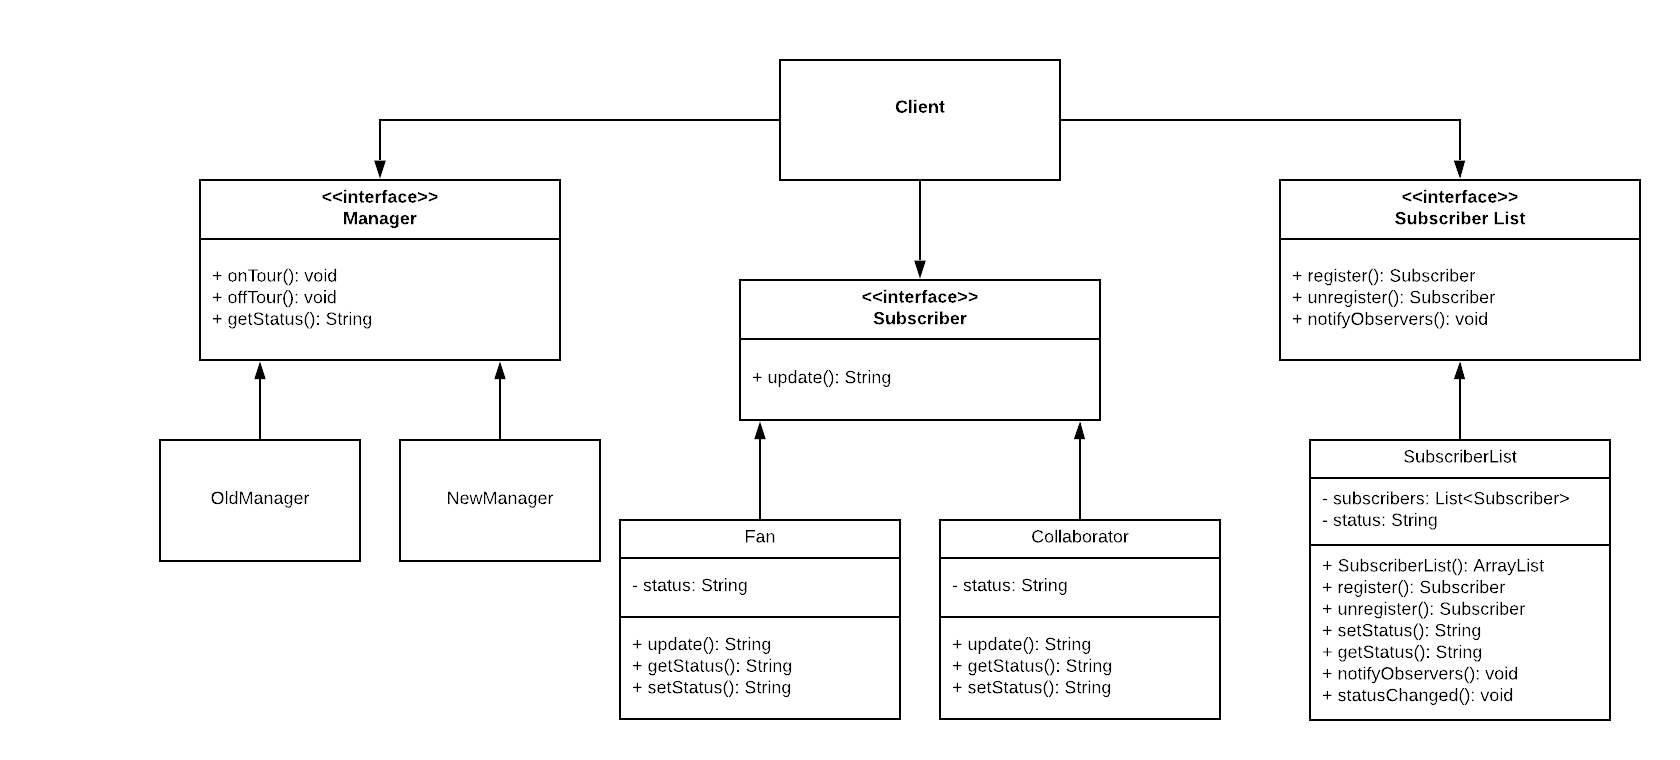 Client
<<interface>>
Manager
+ onTour(): void
+ offTour(): void
+ getStatus(): String
<<interface>>
Subscriber
+ update(): String
<<interface>>
Subscriber List
+ register(): Subscriber
+ unregister(): Subscriber
+ notifyObservers(): void
OldManager
NewManager
Fan
- status: String
+ update(): String
+ getStatus(): String
+ setStatus(): String
Collaborator
- status: String
+ update(): String
+ getStatus(): String
+ setStatus(): String
SubscriberList
- subscribers: List<Subscriber>
- status: String
+ SubscriberList(): ArrayList
+ register(): Subscriber
+ unregister(): Subscriber
+ setStatus(): String
+ getStatus(): String
+ notifyObservers(): void
+ statusChanged(): void